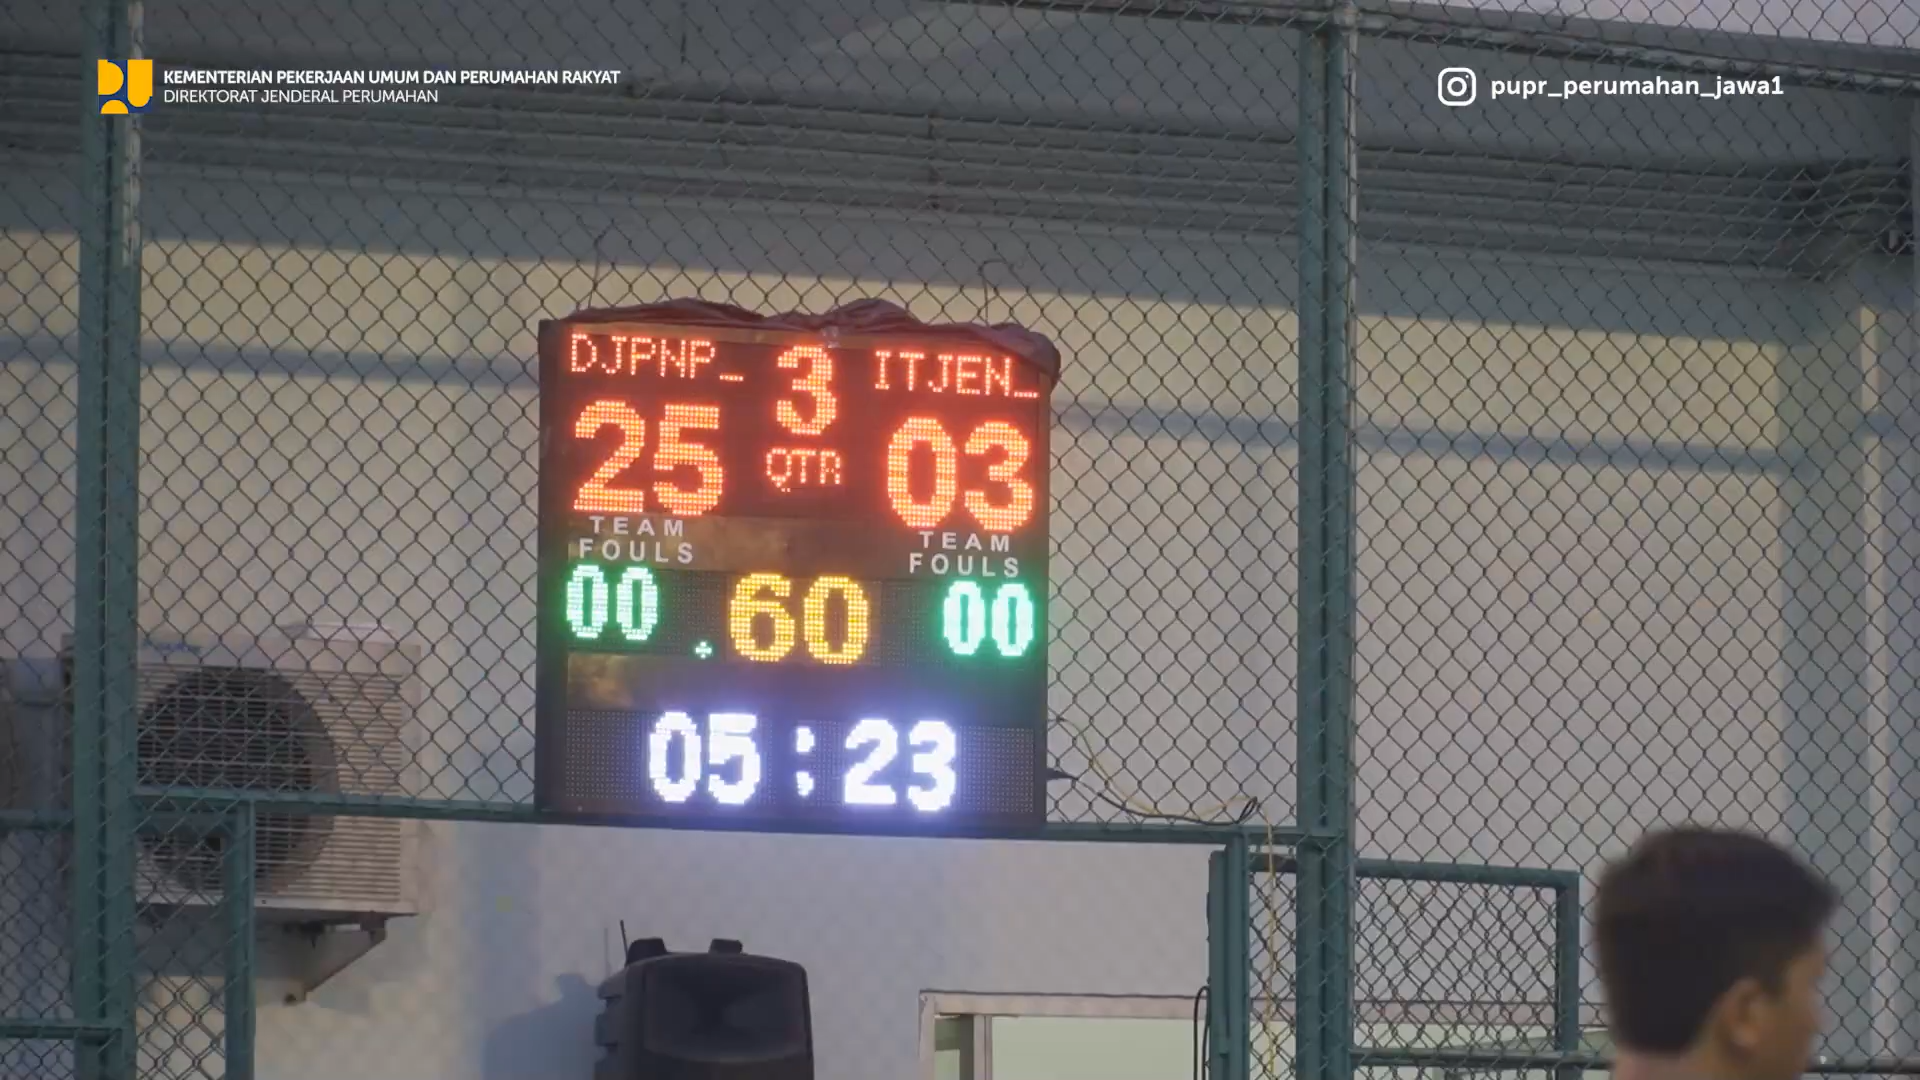 KEMENTERIAN PEKERJAAN UMUM DAN PERUMAHAN RAKYAT
DIREKTORAT JENDERAL PERUMAHAN
pupr_perumahan_jawa1
DJPNP_ 3 ITJEN_
25 QTR 03
TEAM FOULS TEAM FOULS
00 60 00
05:23